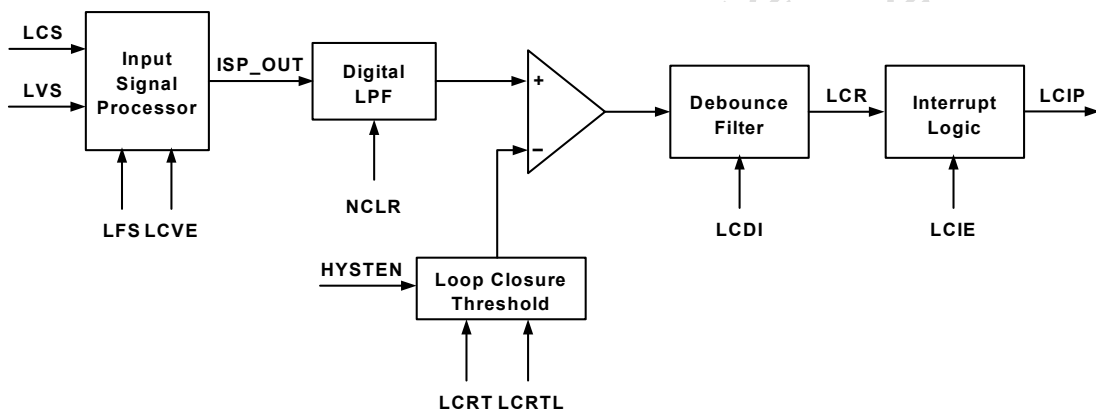 LCS
LVS
Input
Signal
Processor
LFS LCVE
ISP_OUT
Digital
LPF
NCLR
+
−
HYSTEN
Loop Closure
Threshold
LCRT LCRTL
Debounce
Filter
LCDI
LCR
Interrupt
Logic
LCIE
LCIP